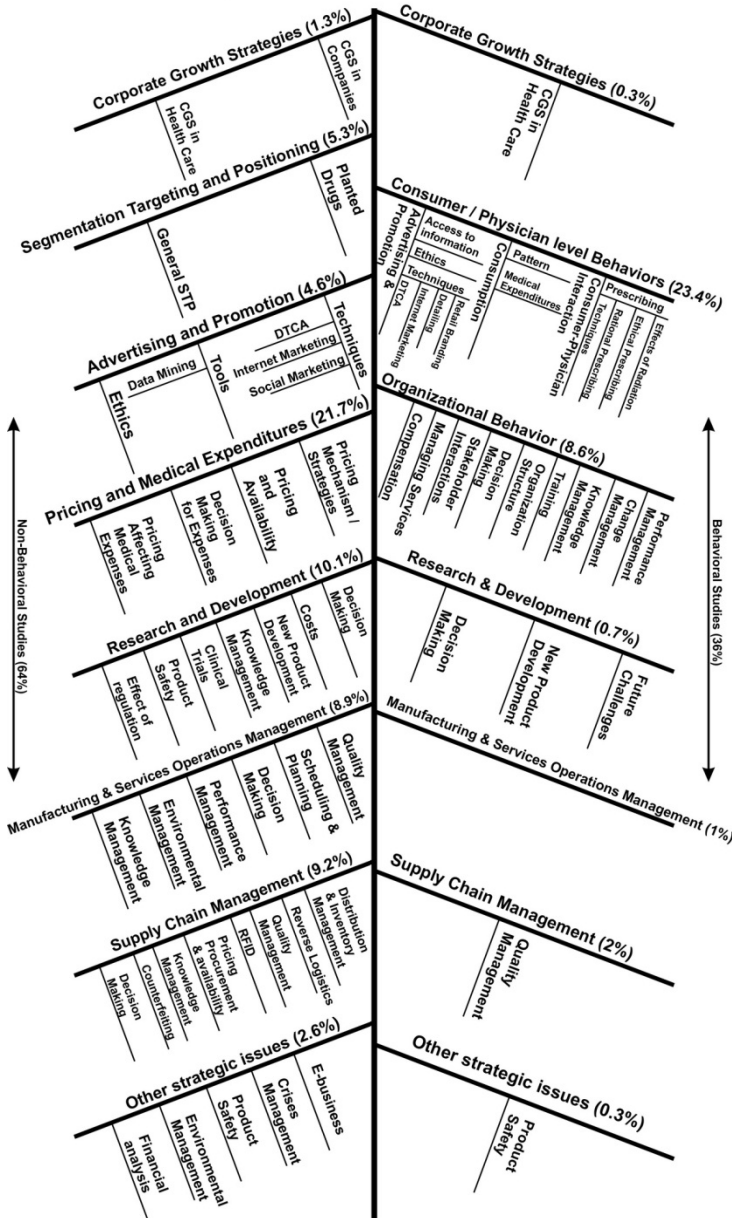 Corporate Growth Strategies (1.3%)
CGS in
Companies
CGS in
Health Care
Segmentation Targeting and Positioning (5.3%)
Planted
Drugs
General STP
Advertising and Promotion (4.6%)
Techniques
DTCA
Internet Marketing
Social Marketing
Tools
Data Mining
Ethics
Pricing and Medical Expenditures (21.7%)
Pricing
Mechanism /
Strategies
Pricing
and
Availability
Decision
Making
for Expenses
Pricing
Affecting
Medical
Expenses
Research and Development (10.1%)
Decision
Making
Costs
New Product
Development
Knowledge
Management
Clinical
Trials
Product
Safety
Effect of
regulation
Manufacturing & Services Operations Management (8.9%)
Quality
Management
Scheduling &
Planning
Decision
Making
Performance
Management
Environmental
Management
Knowledge
Management
Supply Chain Management (9.2%)
Distribution
& Inventory
Management
Reverse Logistics
Quality
Management
RFID
Pricing
Procurement
& availability
Knowledge
Management
Counterfeiting
Decision
Making
Other strategic issues (2.6%)
E-business
Crises
Management
Product
Safety
Environmental
Management
Financial
analysis
Non-Behavioral Studies (64%)
Corporate Growth Strategies (0.3%)
CGS in
Health Care
Consumer / Physician level Behaviors (23.4%)
Advertising &
Promotion
Access to
information
Ethics
Techniques
DTCA
Internet Marketing
Detailing
Retail Branding
Consumption
Pattern
Medical
Expenditures
Consumer-Physician
Interaction
Prescribing
Techniques
Rational Prescribing
Ethical Prescribing
Effects of Radiation
Organizational Behavior (8.6%)
Compensation
Managing Services
Stakeholder
Interactions
Decision
Making
Organization
Structure
Training
Knowledge
Management
Change
Management
Performance
Management
Research & Development (0.7%)
Decision
Making
New Product
Development
Future
Challenges
Manufacturing & Services Operations Management (1%)
Supply Chain Management (2%)
Quality
Management
Other strategic issues (0.3%)
Product
Safety
Behavioral Studies (36%)